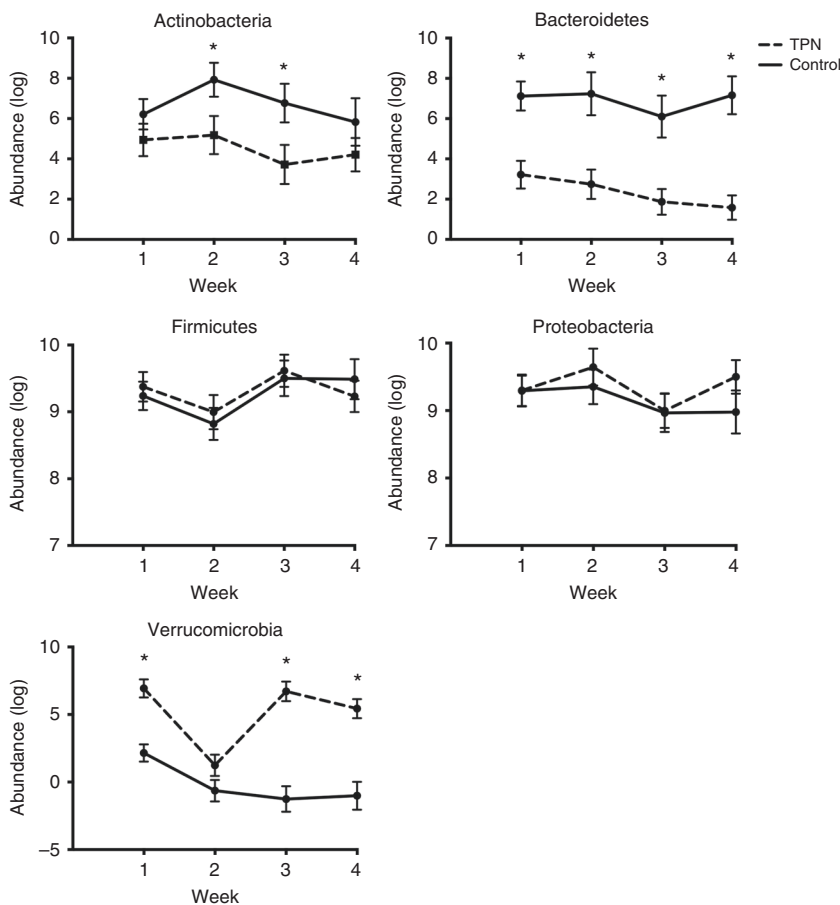 Actinobacteria
Abundance (log)
10
8
6
4
2
0
* *
1 2 3 4
Week
Bacteroidetes
Abundance (log)
10
8
6
4
2
0
* * * *
1 2 3 4
Week
TPN
Control
Firmicutes
Abundance (log)
10
9
8
7
1 2 3 4
Week
Proteobacteria
Abundance (log)
10
9
8
7
1 2 3 4
Week
Verrucomicrobia
Abundance (log)
10
5
0
–5
* * *
1 2 3 4
Week